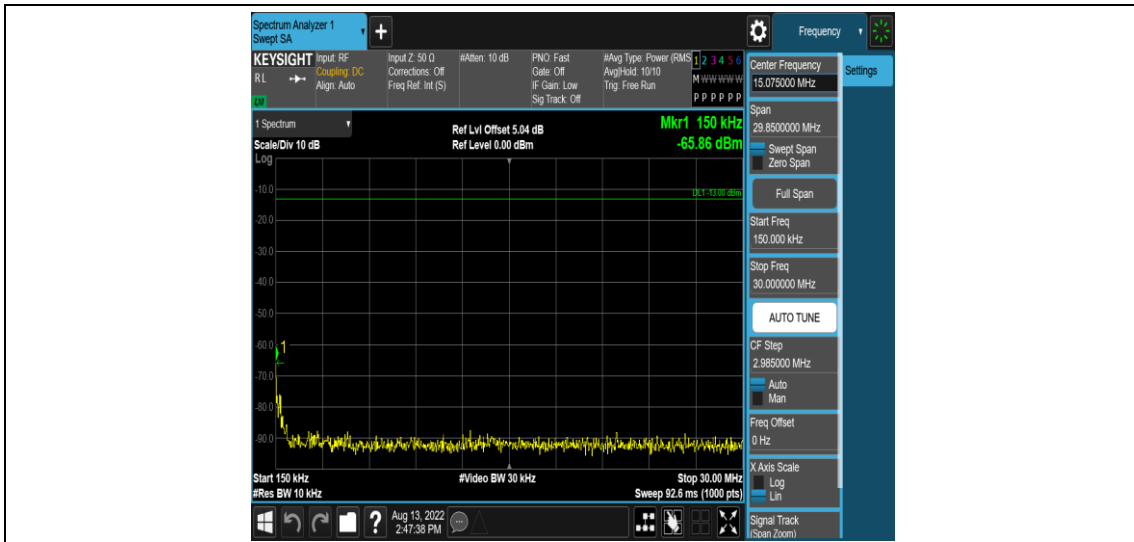 Spectrum Analyzer 1
Swept SA
Frequency
KEYSIGHT
RL
LM
Input: RF
Coupling: DC
Align: Auto
Input Z: 50 Ω
Corrections: Off
Freq Ref: Int (S)
#Atten: 10 dB
PNO: Fast
Gate: Off
IF Gain: Low
Sig Track: Off
#Avg Type: Power (RMS
Avg|Hold: 10/10
Trig: Free Run
1 2 3 4 5 6
M W W W W W
P P P P P P
1 Spectrum
Scale/Div 10 dB
Ref Lvl Offset 5.04 dB
Ref Level 0.00 dBm
Mkr1 150 kHz
-65.86 dBm
Log
DL1 -13.00 dBm
-10.0
-20.0
-30.0
-40.0
-50.0
-60.0
1
-70.0
-80.0
-90.0
Start 150 kHz
#Res BW 10 kHz
#Video BW 30 kHz
Stop 30.00 MHz
Sweep 92.6 ms (1000 pts)
Aug 13, 2022
2:47:38 PM
Center Frequency
15.075000 MHz
Settings
Span
29.8500000 MHz
Swept Span
Zero Span
Full Span
Start Freq
150.000 kHz
Stop Freq
30.000000 MHz
AUTO TUNE
CF Step
2.985000 MHz
Auto
Man
Freq Offset
0 Hz
X Axis Scale
Log
Lin
Signal Track
(Span Zoom)